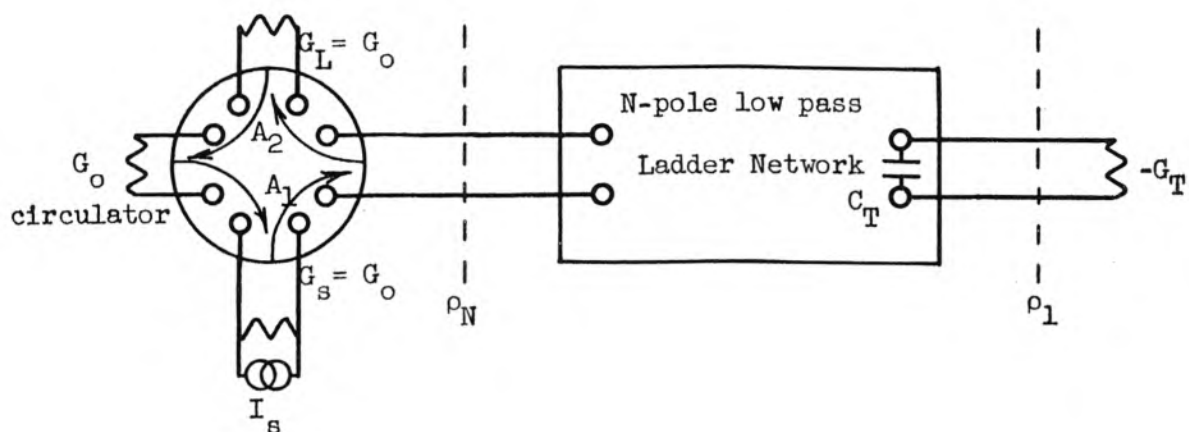 G_L = G_o
N-pole low pass
Ladder Network
A_2
G_o
A_1
circulator
C_T
-G_T
G_s = G_o
ρ_N
ρ_1
I_s